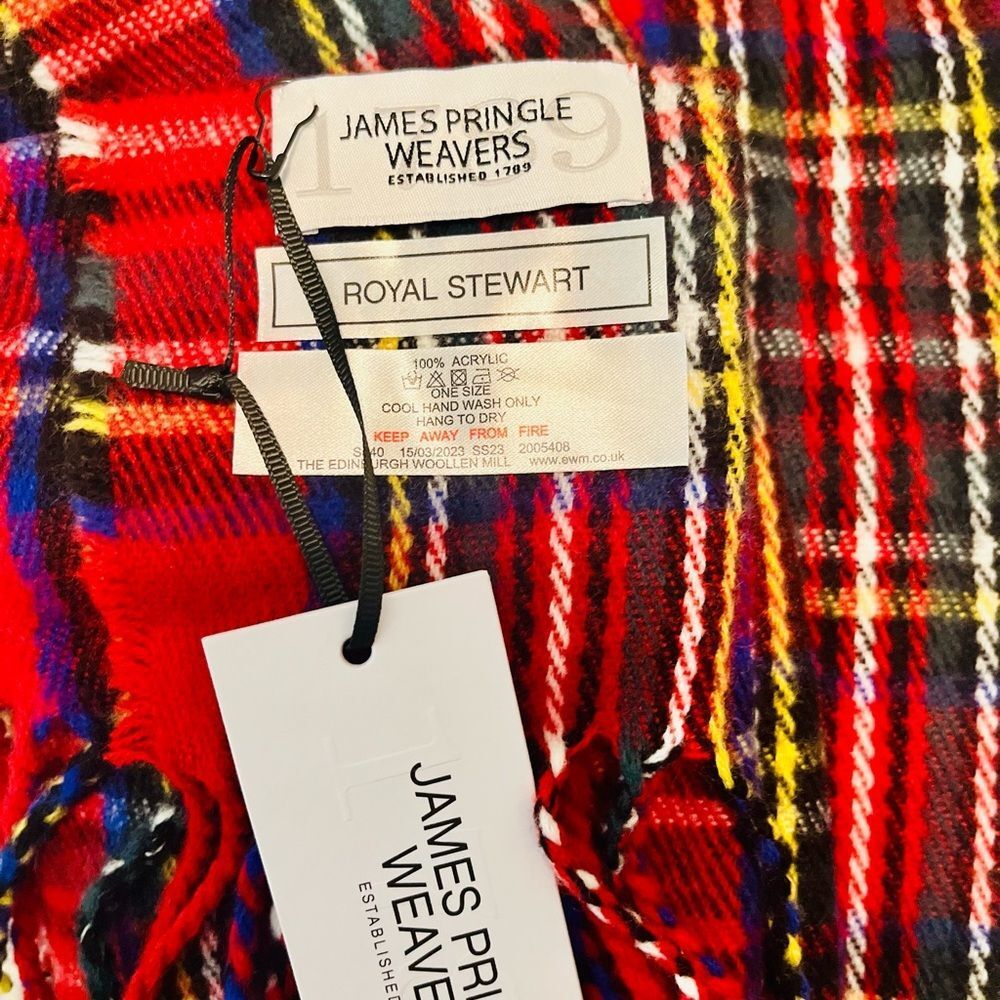 JAMES PRINGLE
WEAVERS
ESTABLISHED 1789
ROYAL STEWART
100% ACRYLIC
ONE SIZE
COOL HAND WASH ONLY
HANG TO DRY
KEEP AWAY FROM FIRE
15/03/2023 SS23 2005408
THE EDINBURGH WOOLLEN MILL www.ewm.co.uk
JAMES PRI
WEAVE
ESTABLISHED